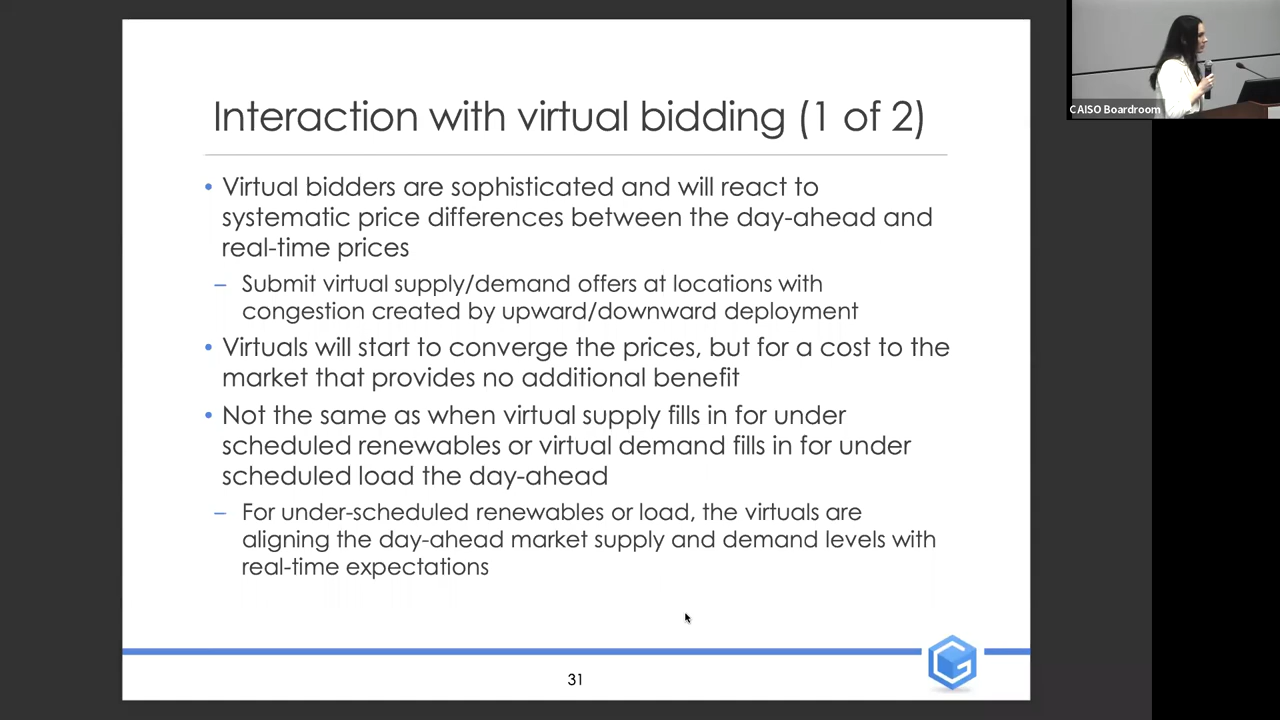 Interaction with virtual bidding (1 of 2)
• Virtual bidders are sophisticated and will react to
systematic price differences between the day-ahead and
real-time prices
– Submit virtual supply/demand offers at locations with
congestion created by upward/downward deployment
• Virtuals will start to converge the prices, but for a cost to the
market that provides no additional benefit
• Not the same as when virtual supply fills in for under
scheduled renewables or virtual demand fills in for under
scheduled load the day-ahead
– For under-scheduled renewables or load, the virtuals are
aligning the day-ahead market supply and demand levels with
real-time expectations
31
CAISO Boardroom